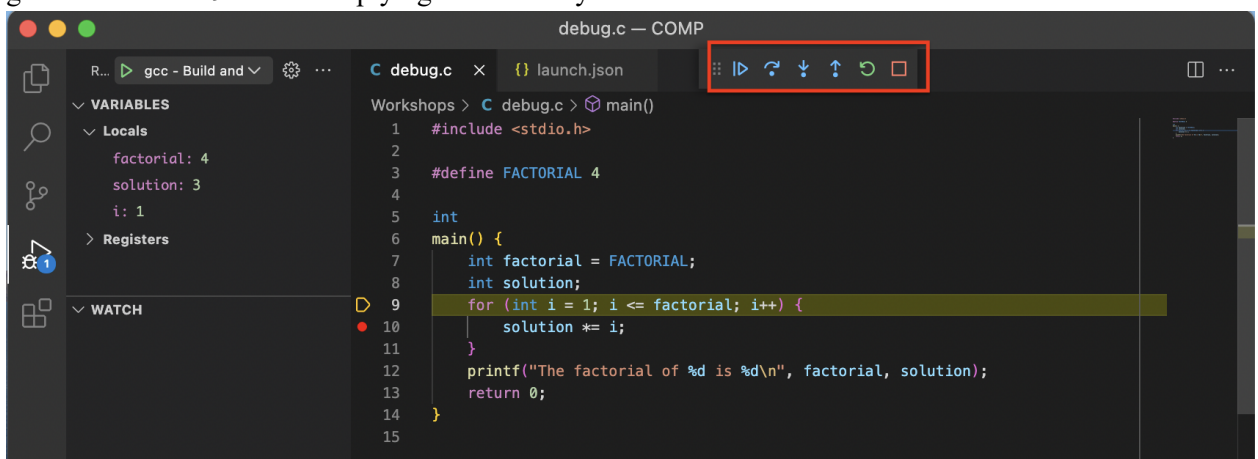 debug.c — COMP
R... gcc - Build and
C debug.c
{} launch.json
VARIABLES
Locals
factorial: 4
solution: 3
i: 1
Registers
WATCH
1
Workshops > C debug.c > main()
1 #include <stdio.h>
2
3 #define FACTORIAL 4
4
5 int
6 main() {
7 int factorial = FACTORIAL;
8 int solution;
9 for (int i = 1; i <= factorial; i++) {
10 solution *= i;
11 }
12 printf("The factorial of %d is %d\n", factorial, solution);
13 return 0;
14 }
15